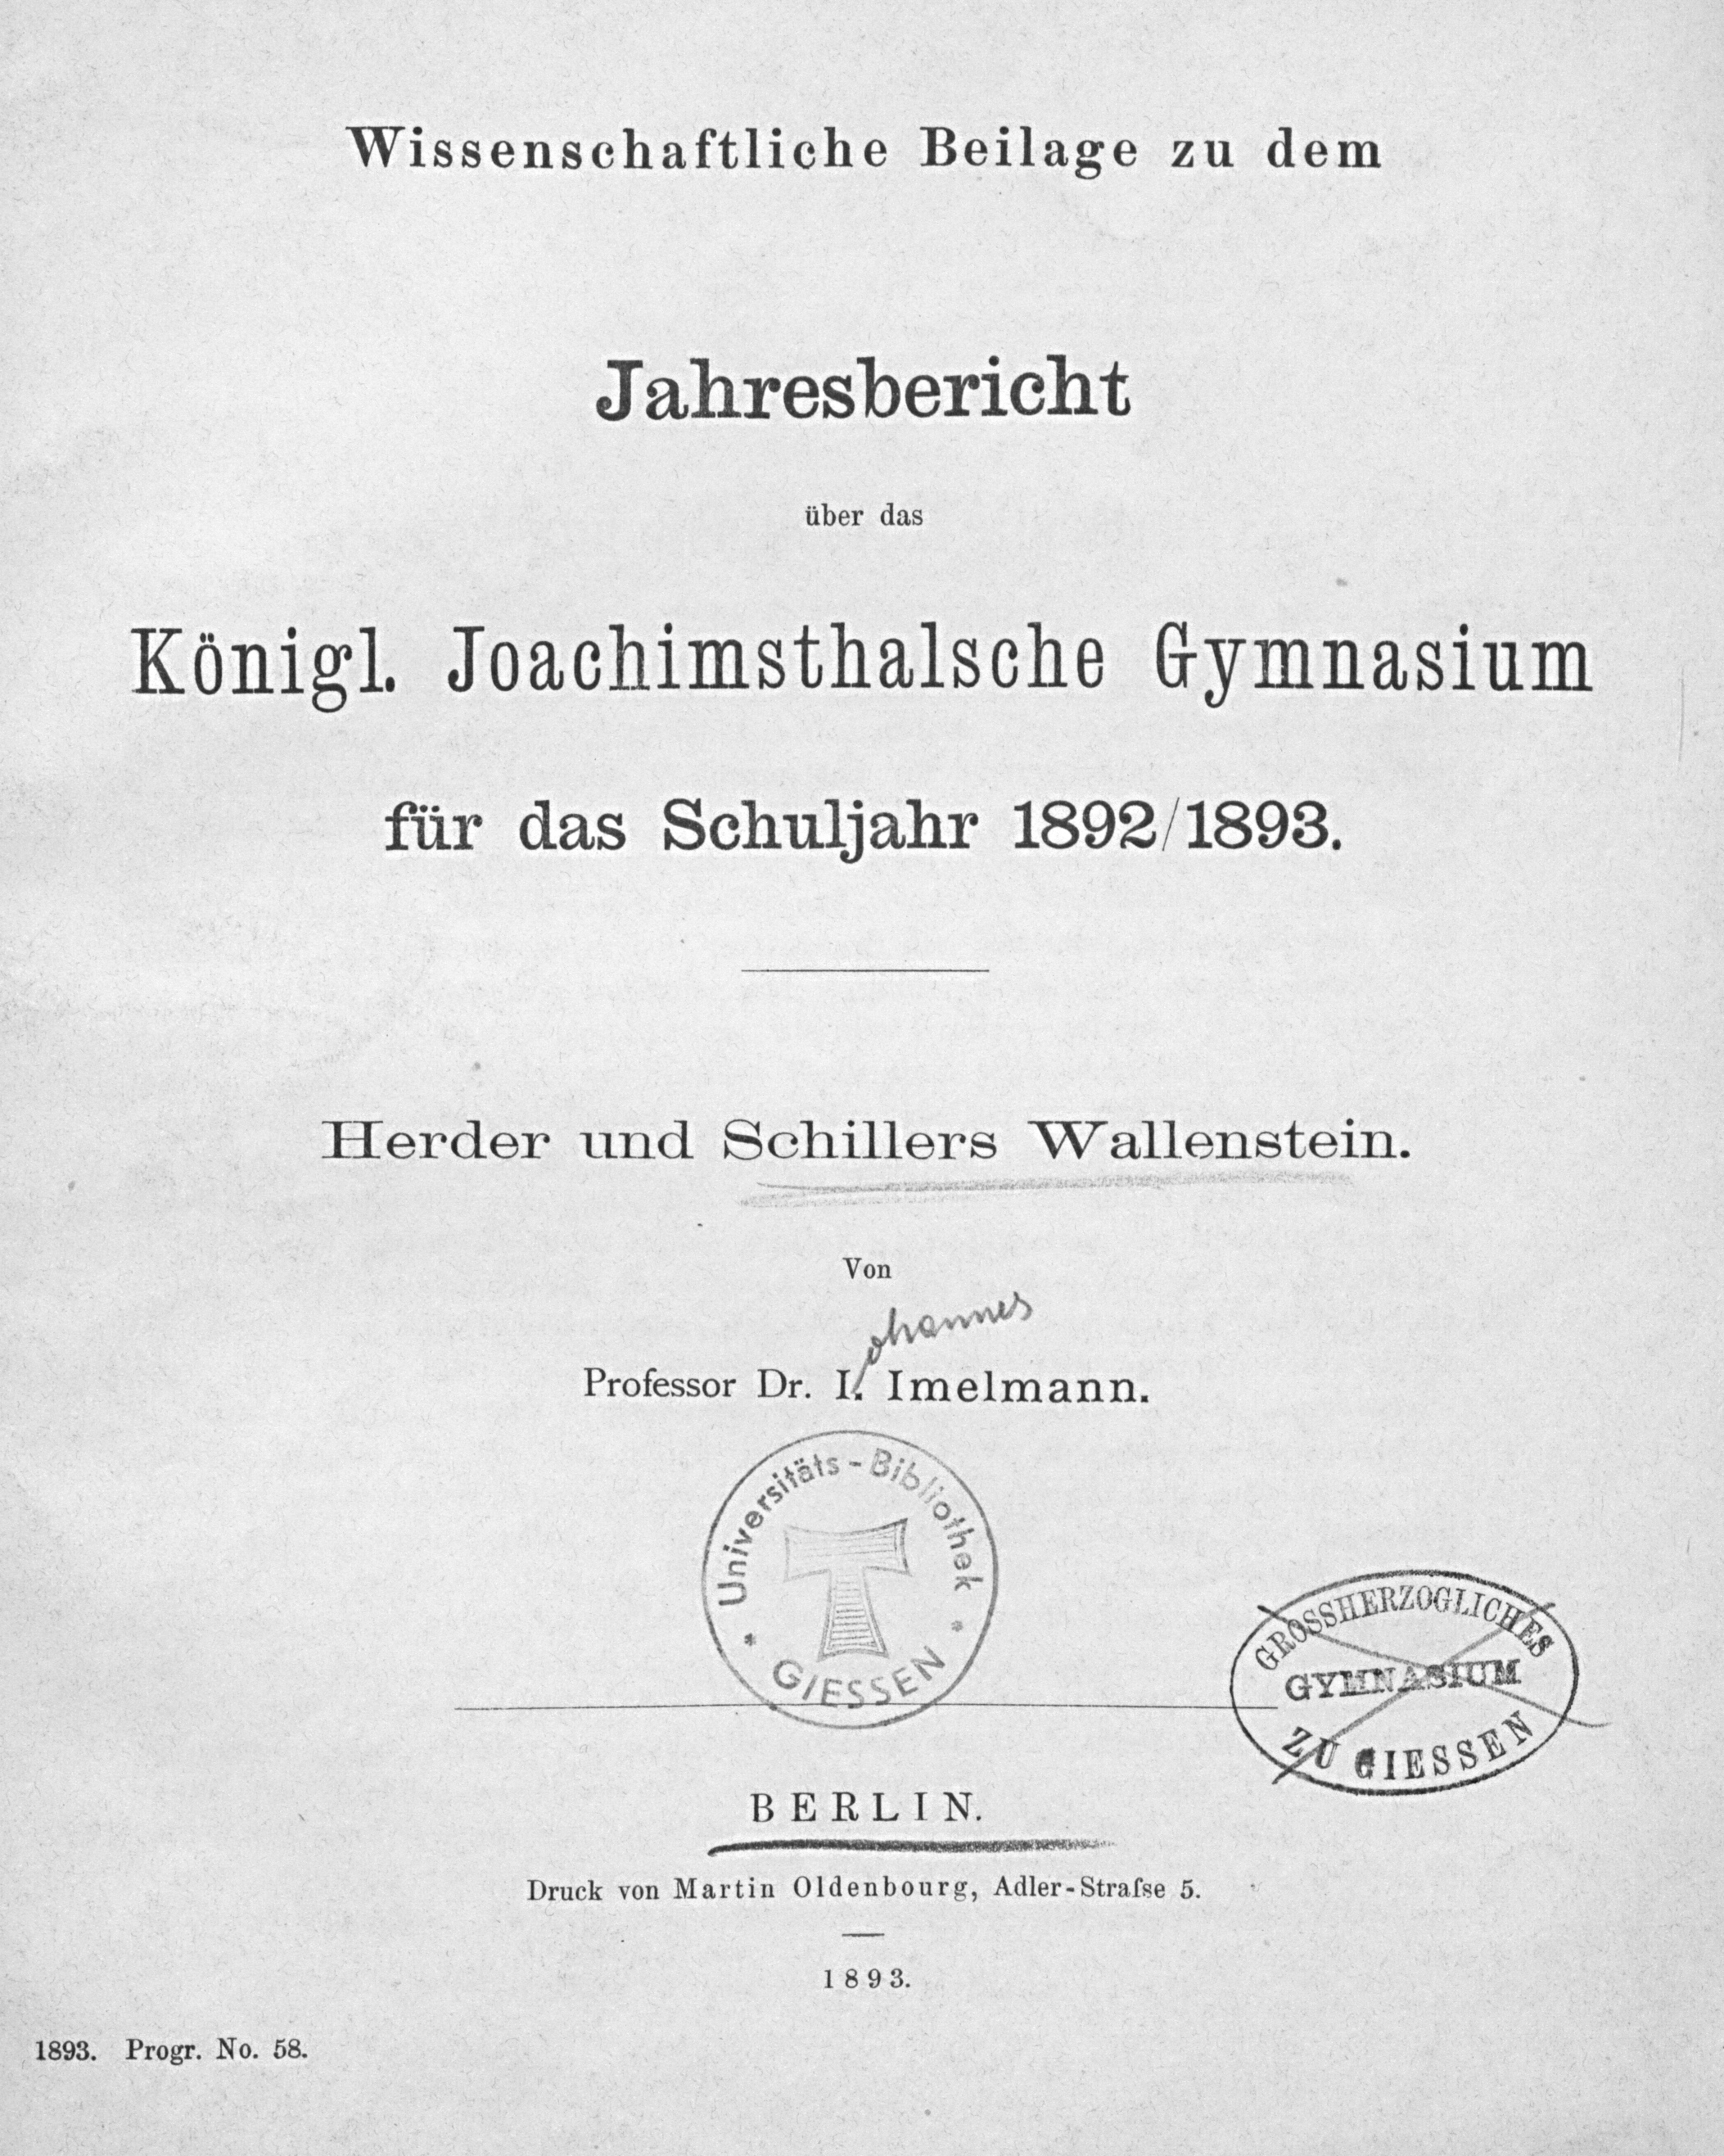 Wissenschaftliche Beilage zu dem
Jahresbericht
über das
Königl. Joachimsthalsche Gymnasium
für das Schuljahr 1892/1893.
Herder und Schillers Wallenstein.
Von
ohannes
Professor Dr. I. Imelmann.
Universitäts-Bibliothek
* GIESSEN *
GROSSHERZOGLICHES
GYMNASIUM
ZU GIESSEN
BERLIN.
Druck von Martin Oldenbourg, Adler-Straſse 5.
1893.
1893. Progr. No. 58.